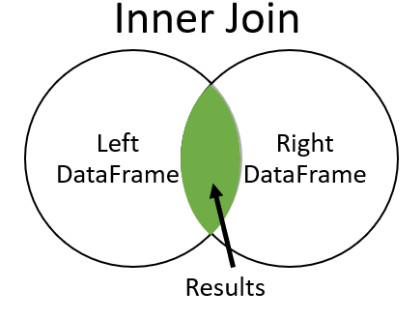 Inner Join
Left
DataFrame
Right
DataFrame
Results